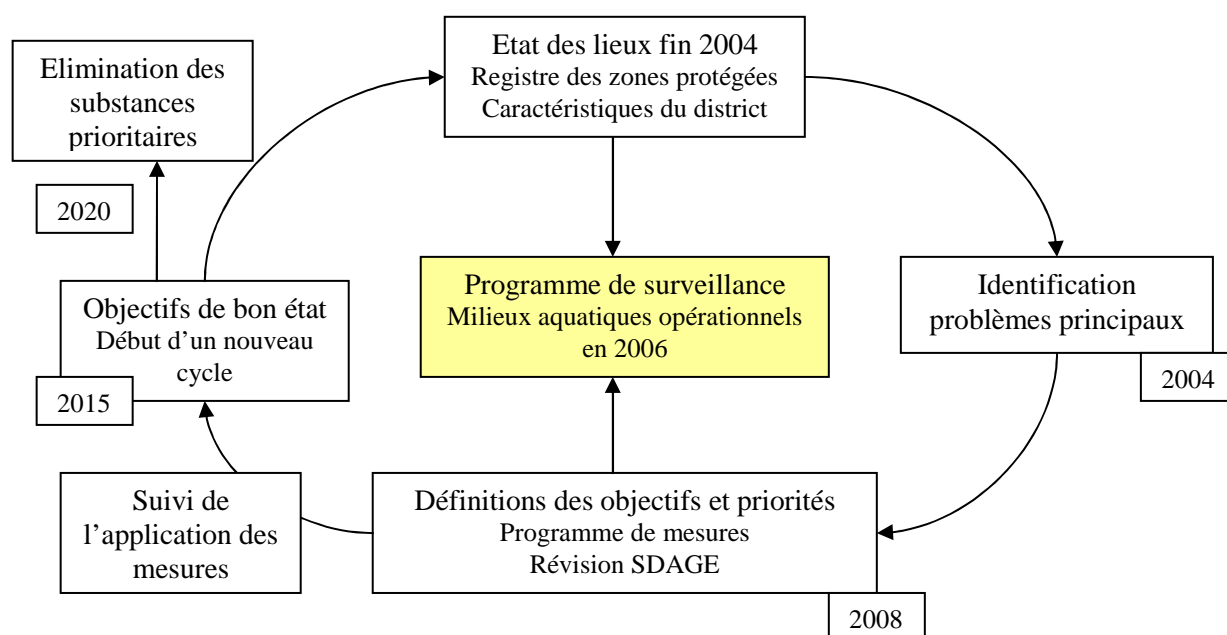 Etat des lieux fin 2004
Registre des zones protégées
Caractéristiques du district
Elimination des
substances
prioritaires
2020
Objectifs de bon état
Début d’un nouveau
cycle
2015
Programme de surveillance
Milieux aquatiques opérationnels
en 2006
Identification
problèmes principaux
2004
Suivi de
l’application des
mesures
Définitions des objectifs et priorités
Programme de mesures
Révision SDAGE
2008